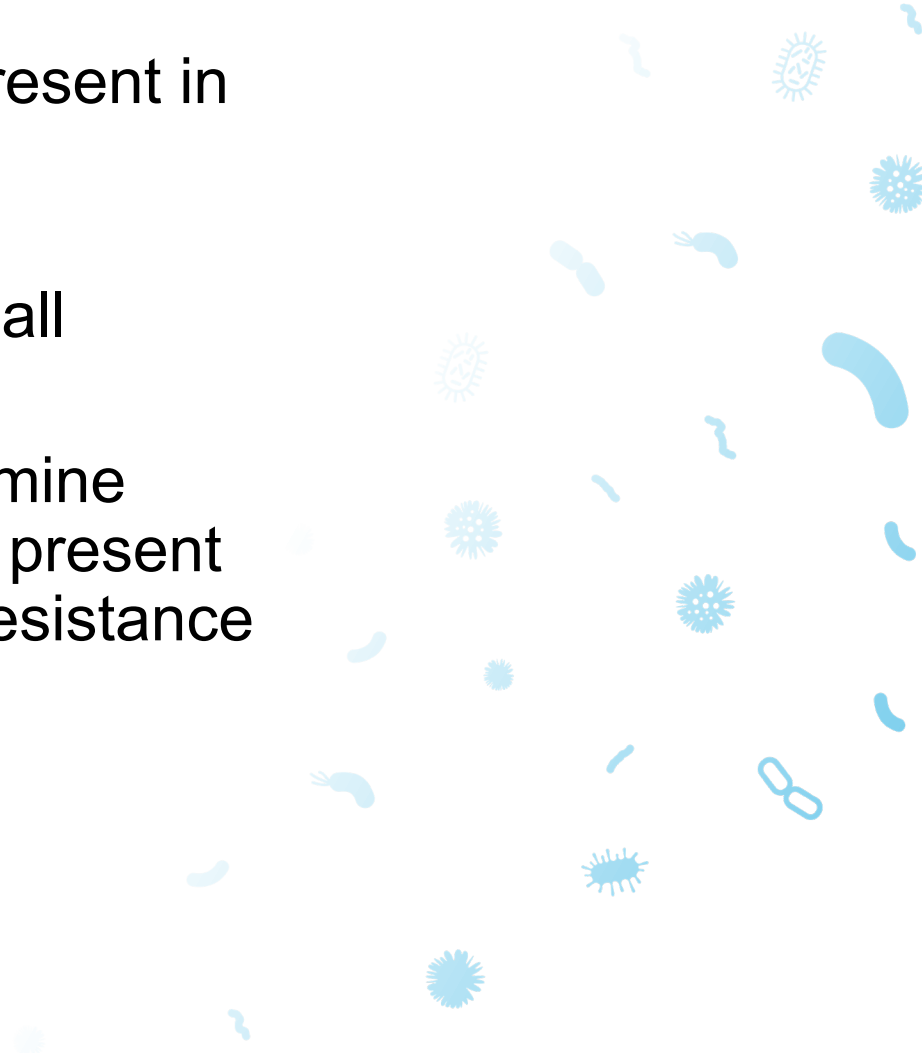 resent in
all
mine
present
esistance